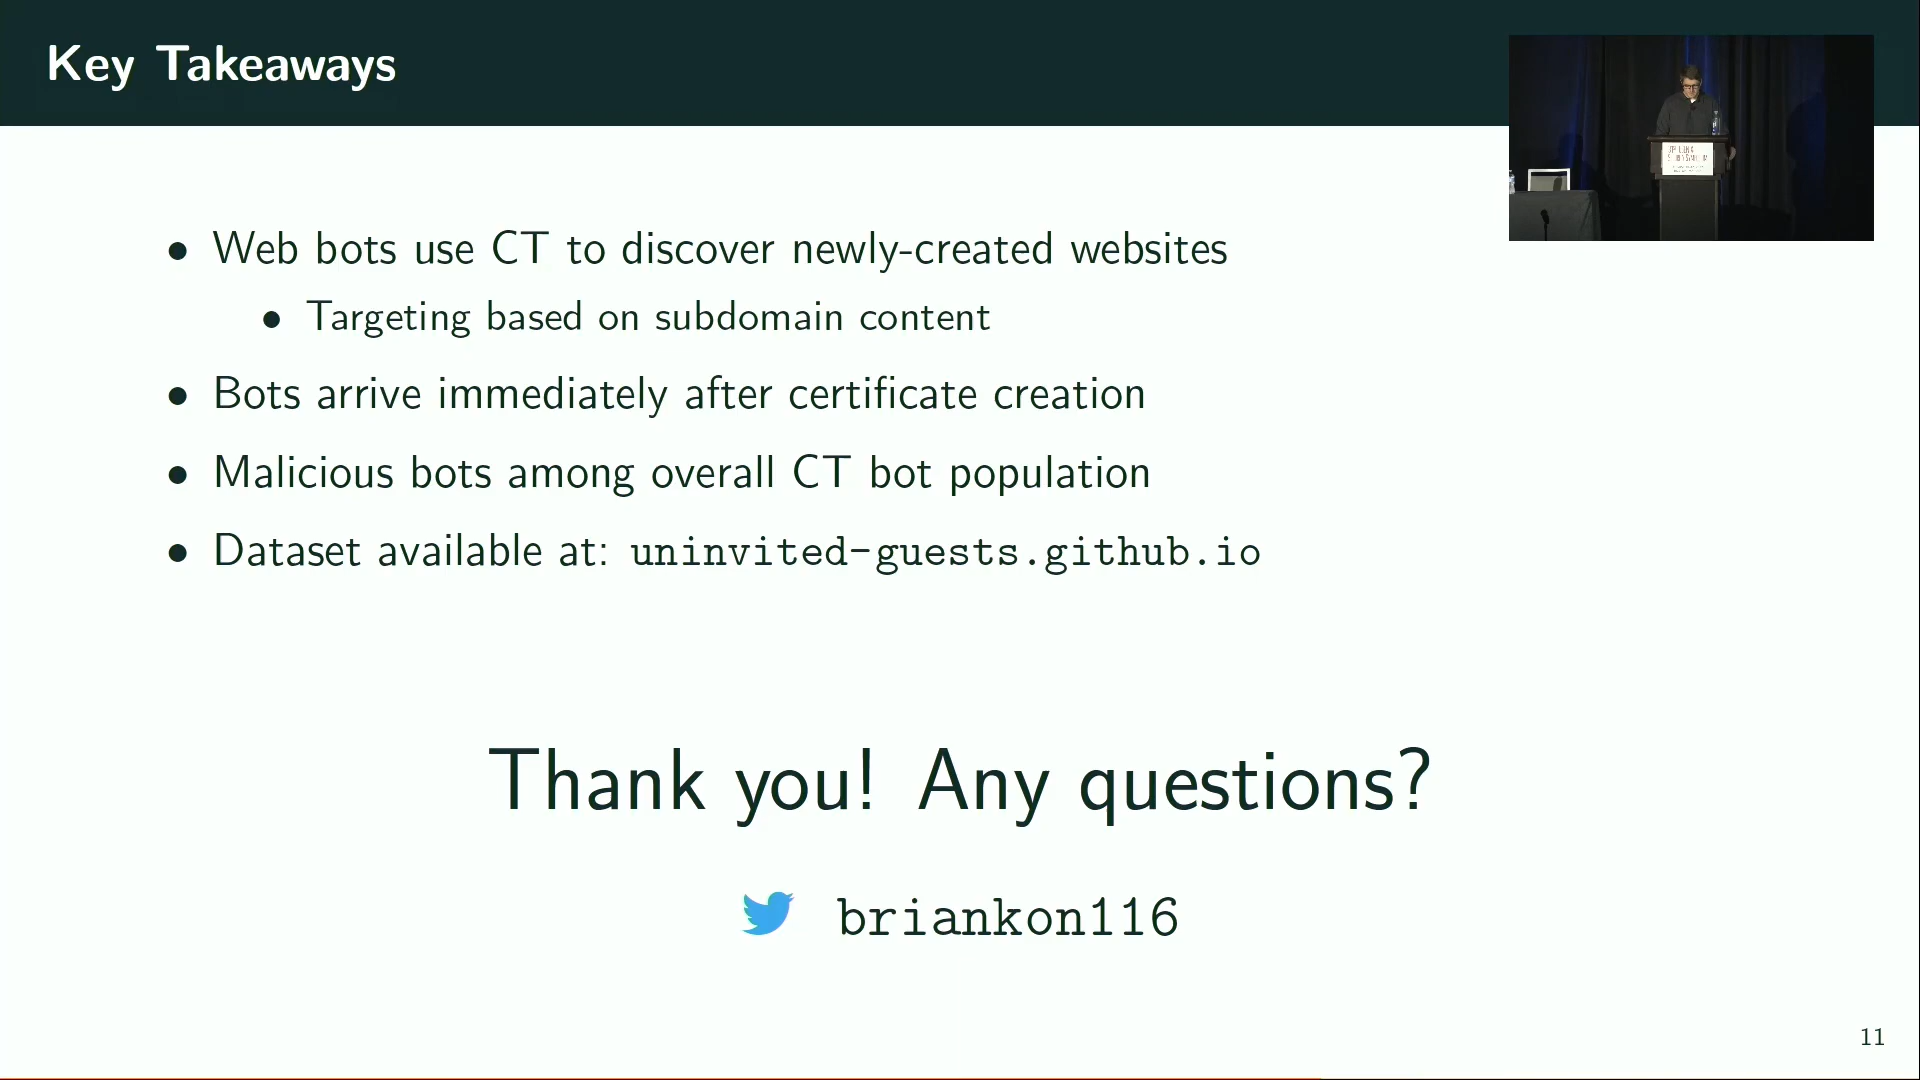 Key Takeaways
• Web bots use CT to discover newly-created websites
• Targeting based on subdomain content
• Bots arrive immediately after certificate creation
• Malicious bots among overall CT bot population
• Dataset available at: uninvited-guests.github.io
Thank you! Any questions?
briankon116
11